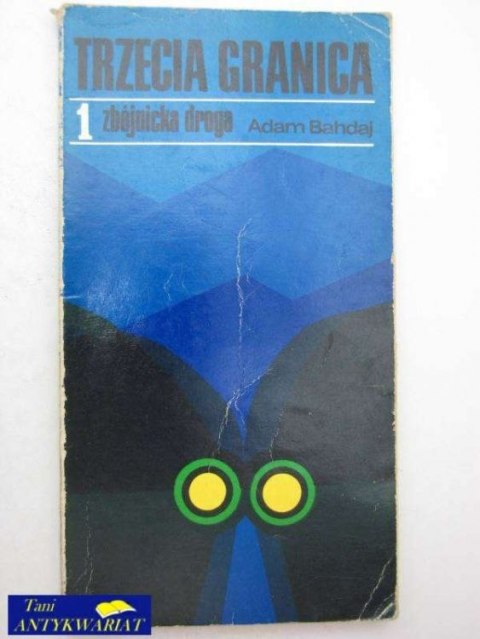 TRZECIA GRANICA
1 zbójnicka droga Adam Bahdaj
Tani
ANTYKWARIAT